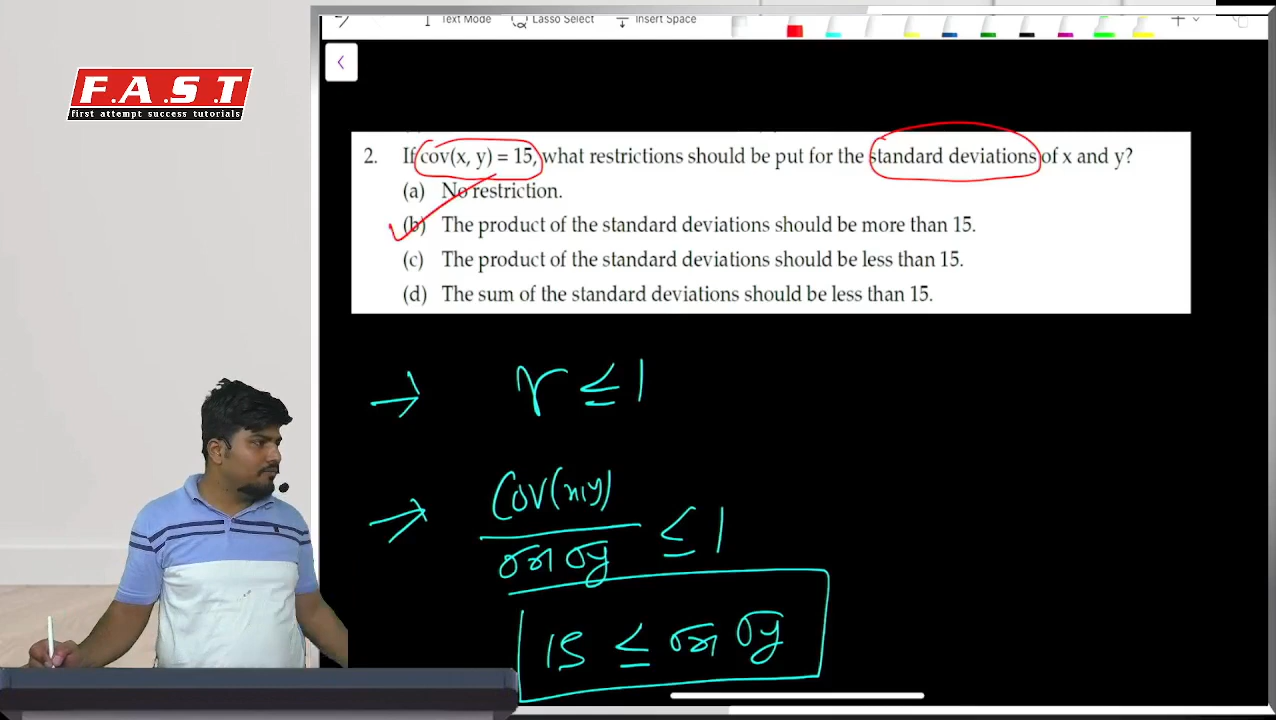 Text Mode
Lasso Select
Insert Space
F.A.S.T
first attempt success tutorials
2. If cov(x, y) = 15, what restrictions should be put for the standard deviations of x and y?
(a) No restriction.
(b) The product of the standard deviations should be more than 15.
(c) The product of the standard deviations should be less than 15.
(d) The sum of the standard deviations should be less than 15.
→ r ≤ 1
→ Cov(x,y)
σx σy ≤ 1
15 ≤ σx σy